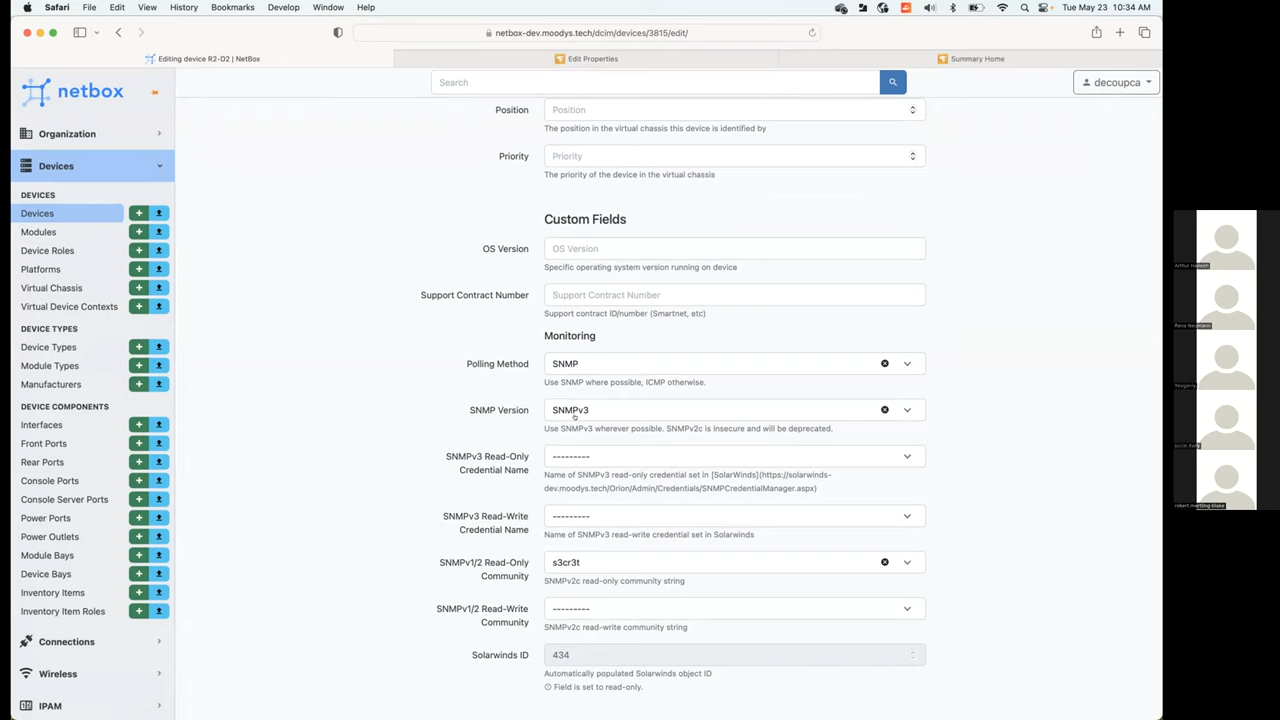 Safari File Edit View History Bookmarks Develop Window Help Tue May 23 10:34 AM
netbox-dev.moodys.tech/dcim/devices/3815/edit/
Editing device R2-D2 | NetBox Edit Properties Summary Home
netbox
Search
decoupca
Organization
Devices
DEVICES
Devices
Modules
Device Roles
Platforms
Virtual Chassis
Virtual Device Contexts
DEVICE TYPES
Device Types
Module Types
Manufacturers
DEVICE COMPONENTS
Interfaces
Front Ports
Rear Ports
Console Ports
Console Server Ports
Power Ports
Power Outlets
Module Bays
Device Bays
Inventory Items
Inventory Item Roles
Connections
Wireless
IPAM
Position Position
The position in the virtual chassis this device is identified by
Priority Priority
The priority of the device in the virtual chassis
Custom Fields
OS Version OS Version
Specific operating system version running on device
Support Contract Number Support Contract Number
Support contract ID/number (Smartnet, etc)
Monitoring
Polling Method SNMP
Use SNMP where possible, ICMP otherwise.
SNMP Version SNMPv3
Use SNMPv3 wherever possible. SNMPv2c is insecure and will be deprecated.
SNMPv3 Read-Only ---------
Credential Name
Name of SNMPv3 read-only credential set in [SolarWinds](https://solarwinds-
dev.moodys.tech/Orion/Admin/Credentials/SNMPCredentialManager.aspx)
SNMPv3 Read-Write ---------
Credential Name
Name of SNMPv3 read-write credential set in Solarwinds
SNMPv1/2 Read-Only s3cr3t
Community
SNMPv2c read-only community string
SNMPv1/2 Read-Write ---------
Community
SNMPv2c read-write community string
Solarwinds ID 434
Automatically populated Solarwinds object ID
Field is set to read-only.
Arthur Hanson
Rene Neumann
Yevgeniy
robert.mertling-blake